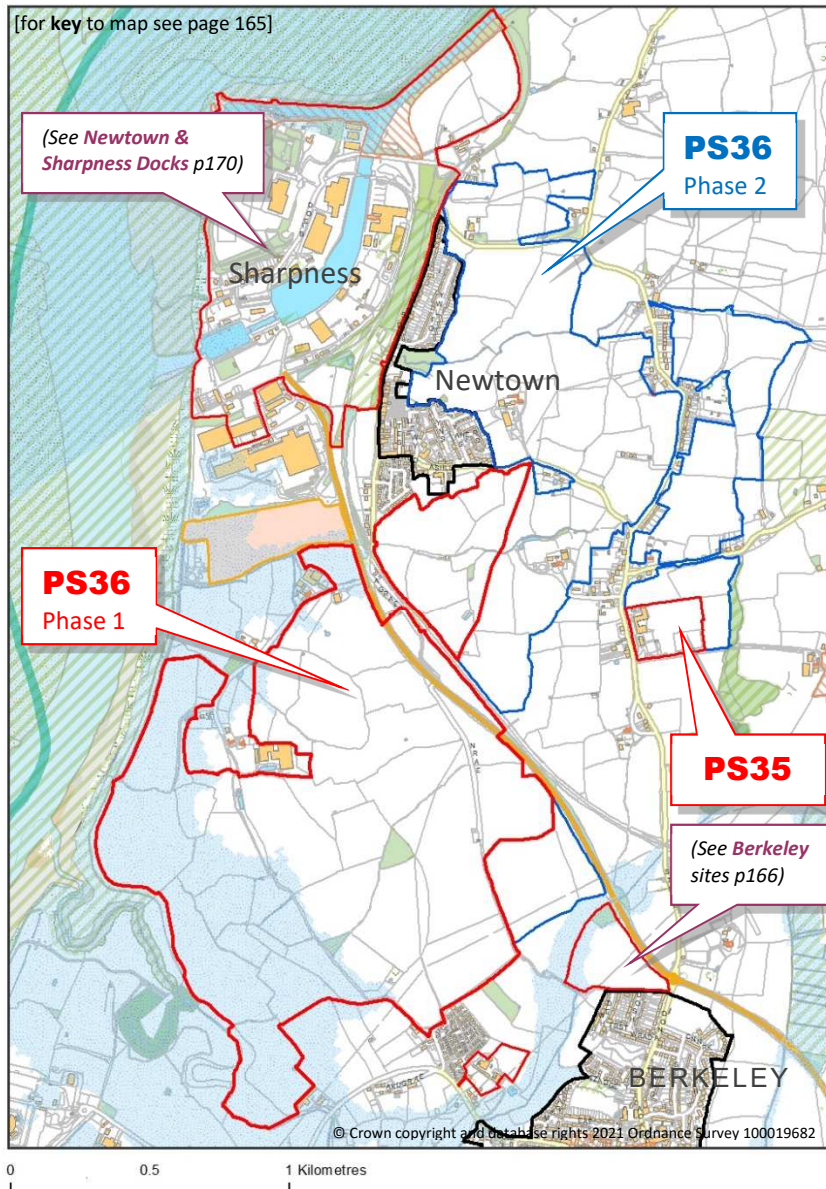 [for key to map see page 165]
(See Newtown &
Sharpness Docks p170)
PS36
Phase 2
Sharpness
Newtown
PS36
Phase 1
PS35
(See Berkeley
sites p166)
BERKELEY
© Crown copyright and database rights 2021 Ordnance Survey 100019682
0 0.5 1 Kilometres